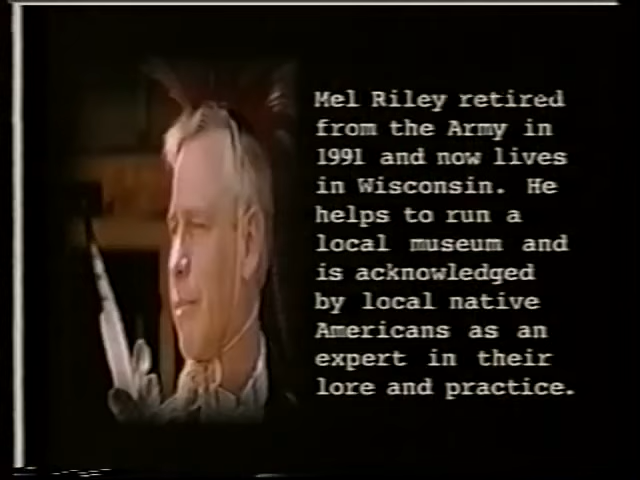 Mel Riley retired
from the Army in
1991 and now lives
in Wisconsin. He
helps to run a
local museum and
is acknowledged
by local native
Americans as an
expert in their
lore and practice.